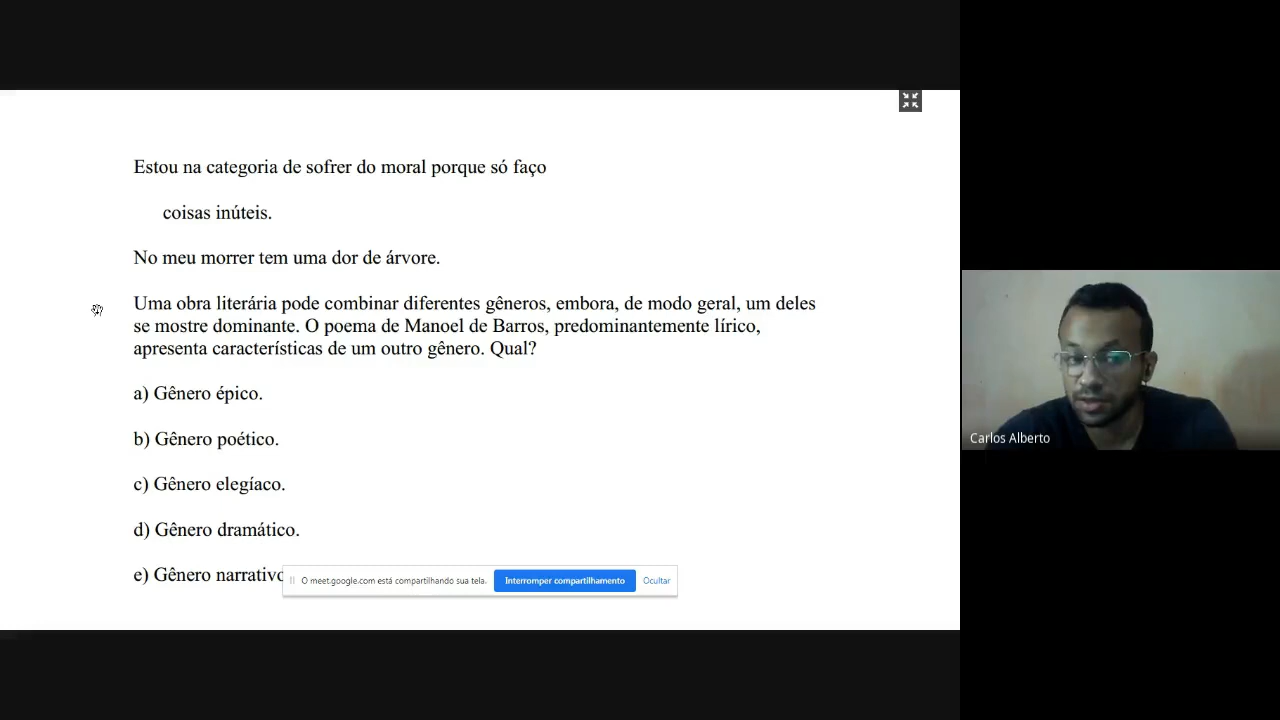 Estou na categoria de sofrer do moral porque só faço
coisas inúteis.
No meu morrer tem uma dor de árvore.
Uma obra literária pode combinar diferentes gêneros, embora, de modo geral, um deles
se mostre dominante. O poema de Manoel de Barros, predominantemente lírico,
apresenta características de um outro gênero. Qual?
a) Gênero épico.
b) Gênero poético.
c) Gênero elegíaco.
d) Gênero dramático.
e) Gênero narrativo
O meet.google.com está compartilhando sua tela. Interromper compartilhamento Ocultar
Carlos Alberto